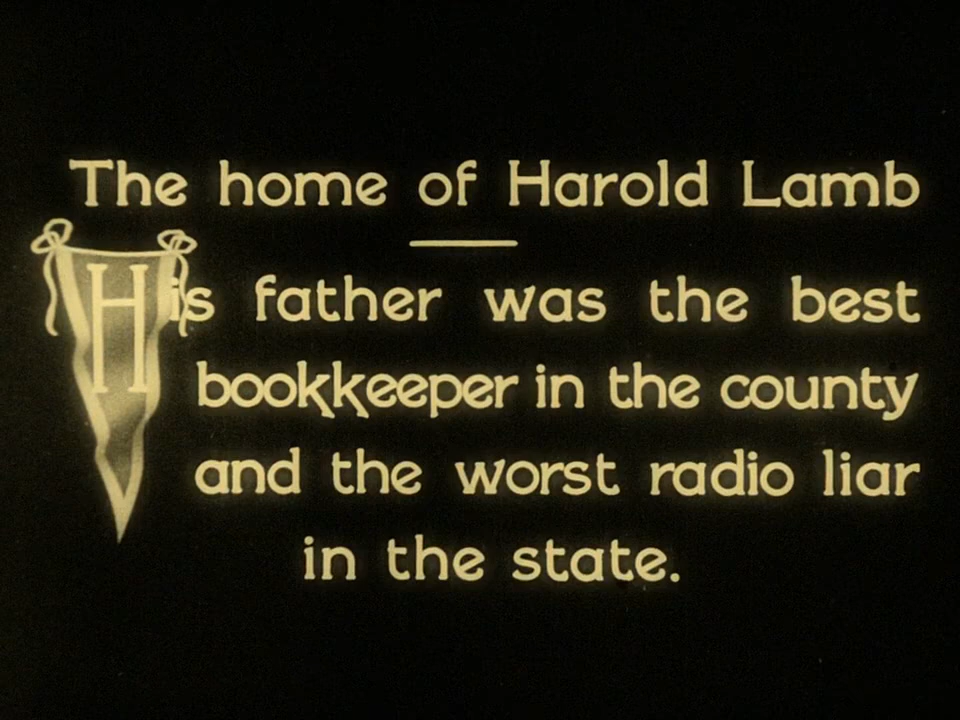 The home of Harold Lamb
His father was the best
bookkeeper in the county
and the worst radio liar
in the state.